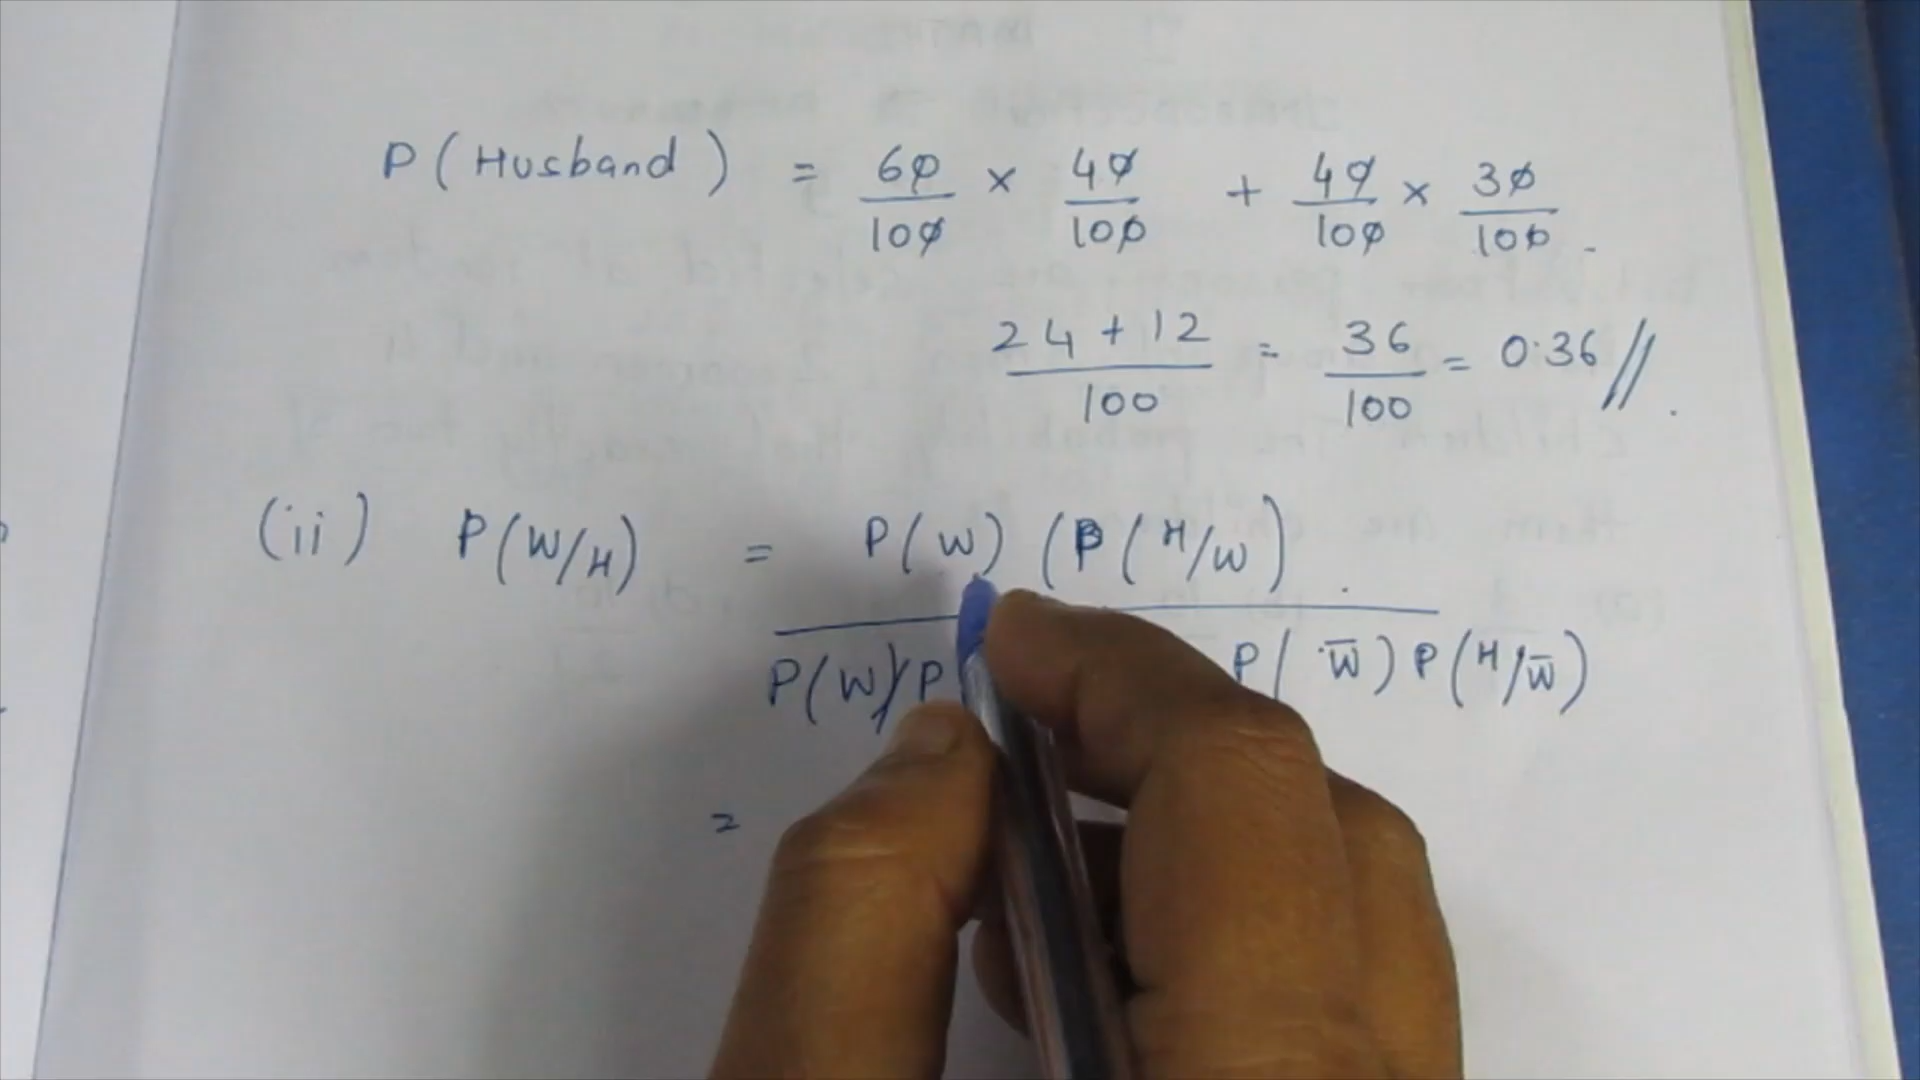 P(Husband) = 60/100 × 40/100 + 40/100 × 30/100.
24+12/100 = 36/100 = 0.36//.
(ii) P(W/H) = P(W) (P(H/W)
P(W) P P(W̅) P(H/W̅)
=